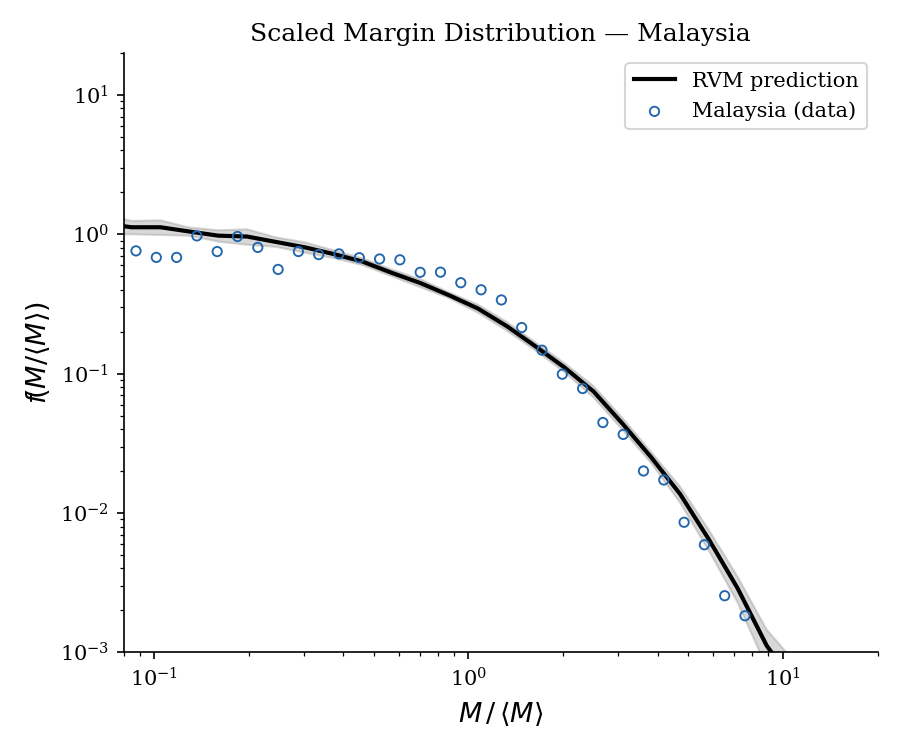 Scaled Margin Distribution — Malaysia
RVM prediction
Malaysia (data)
f(M/⟨M⟩)
10¹
10⁰
10⁻¹
10⁻²
10⁻³
10⁻¹ 10⁰ 10¹
M / ⟨M⟩